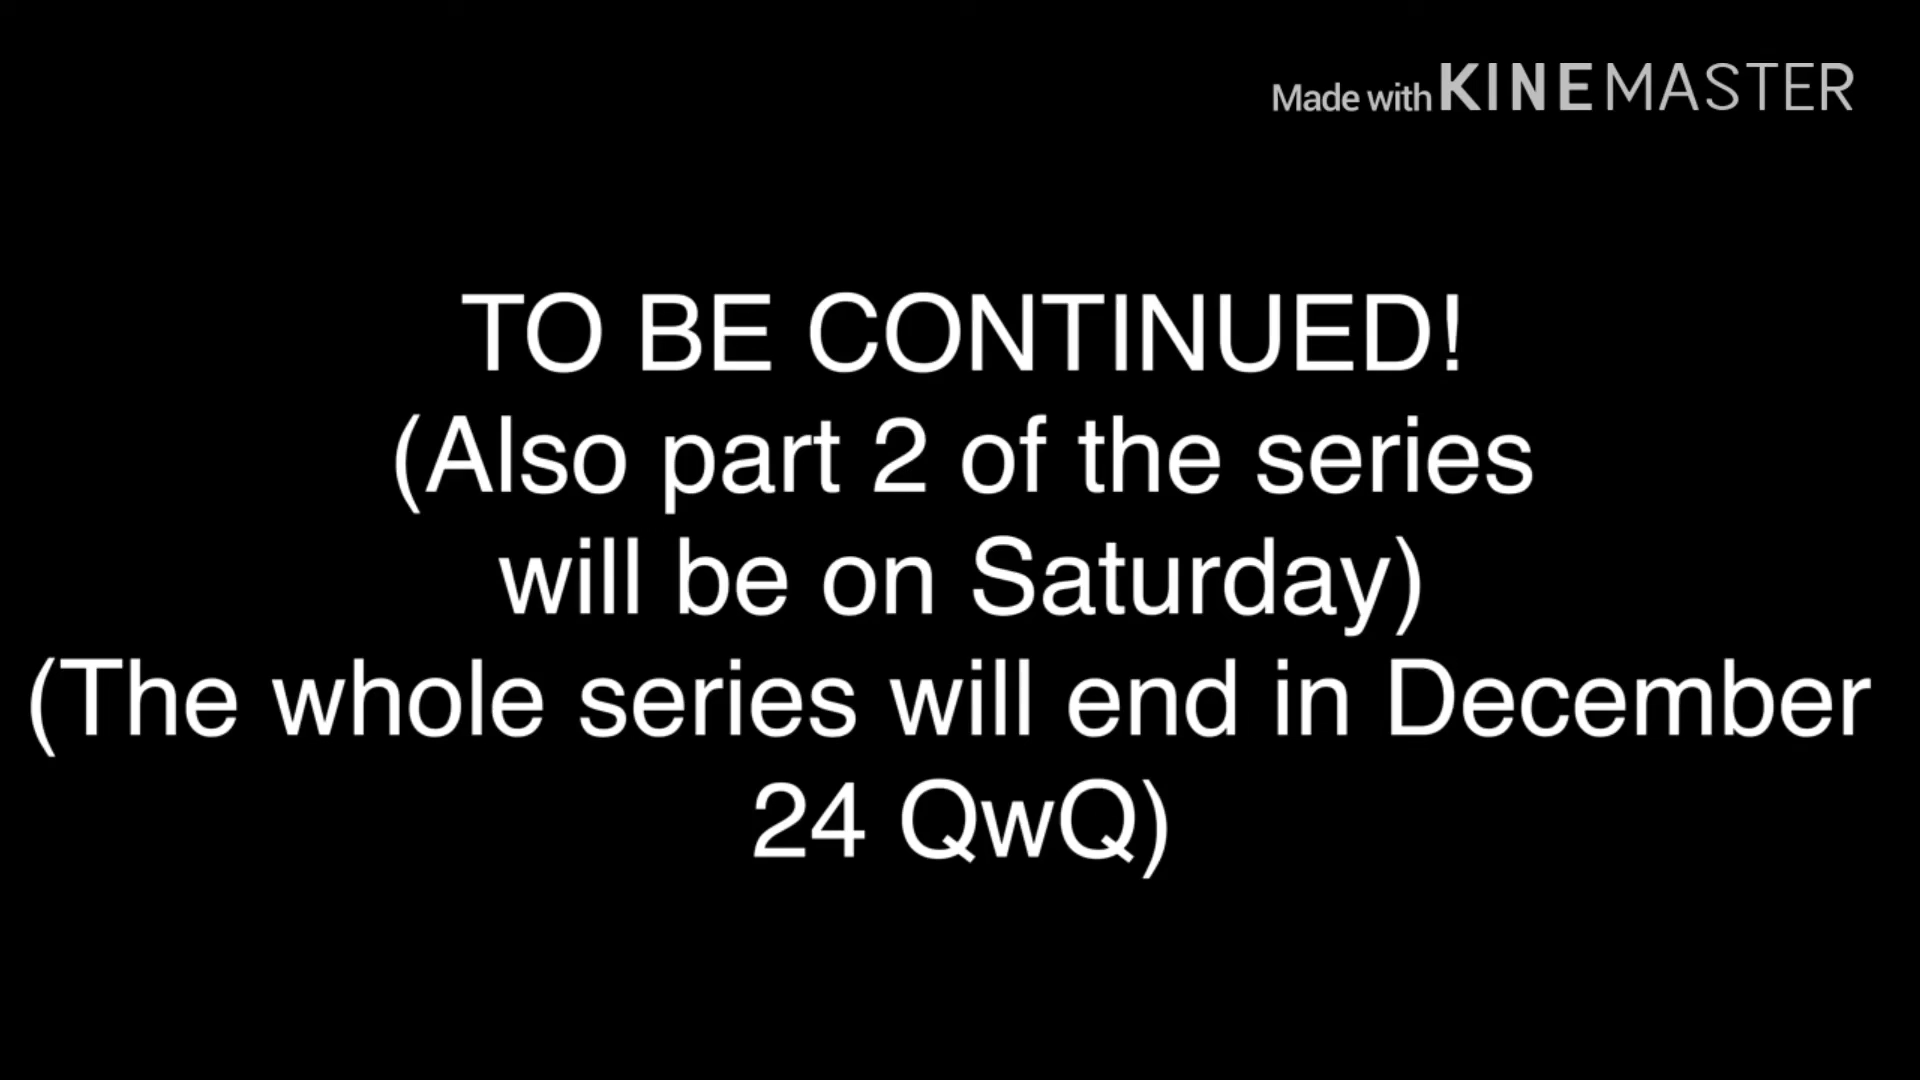 Made with KINEMASTER
TO BE CONTINUED!
(Also part 2 of the series
will be on Saturday)
(The whole series will end in December
24 QwQ)